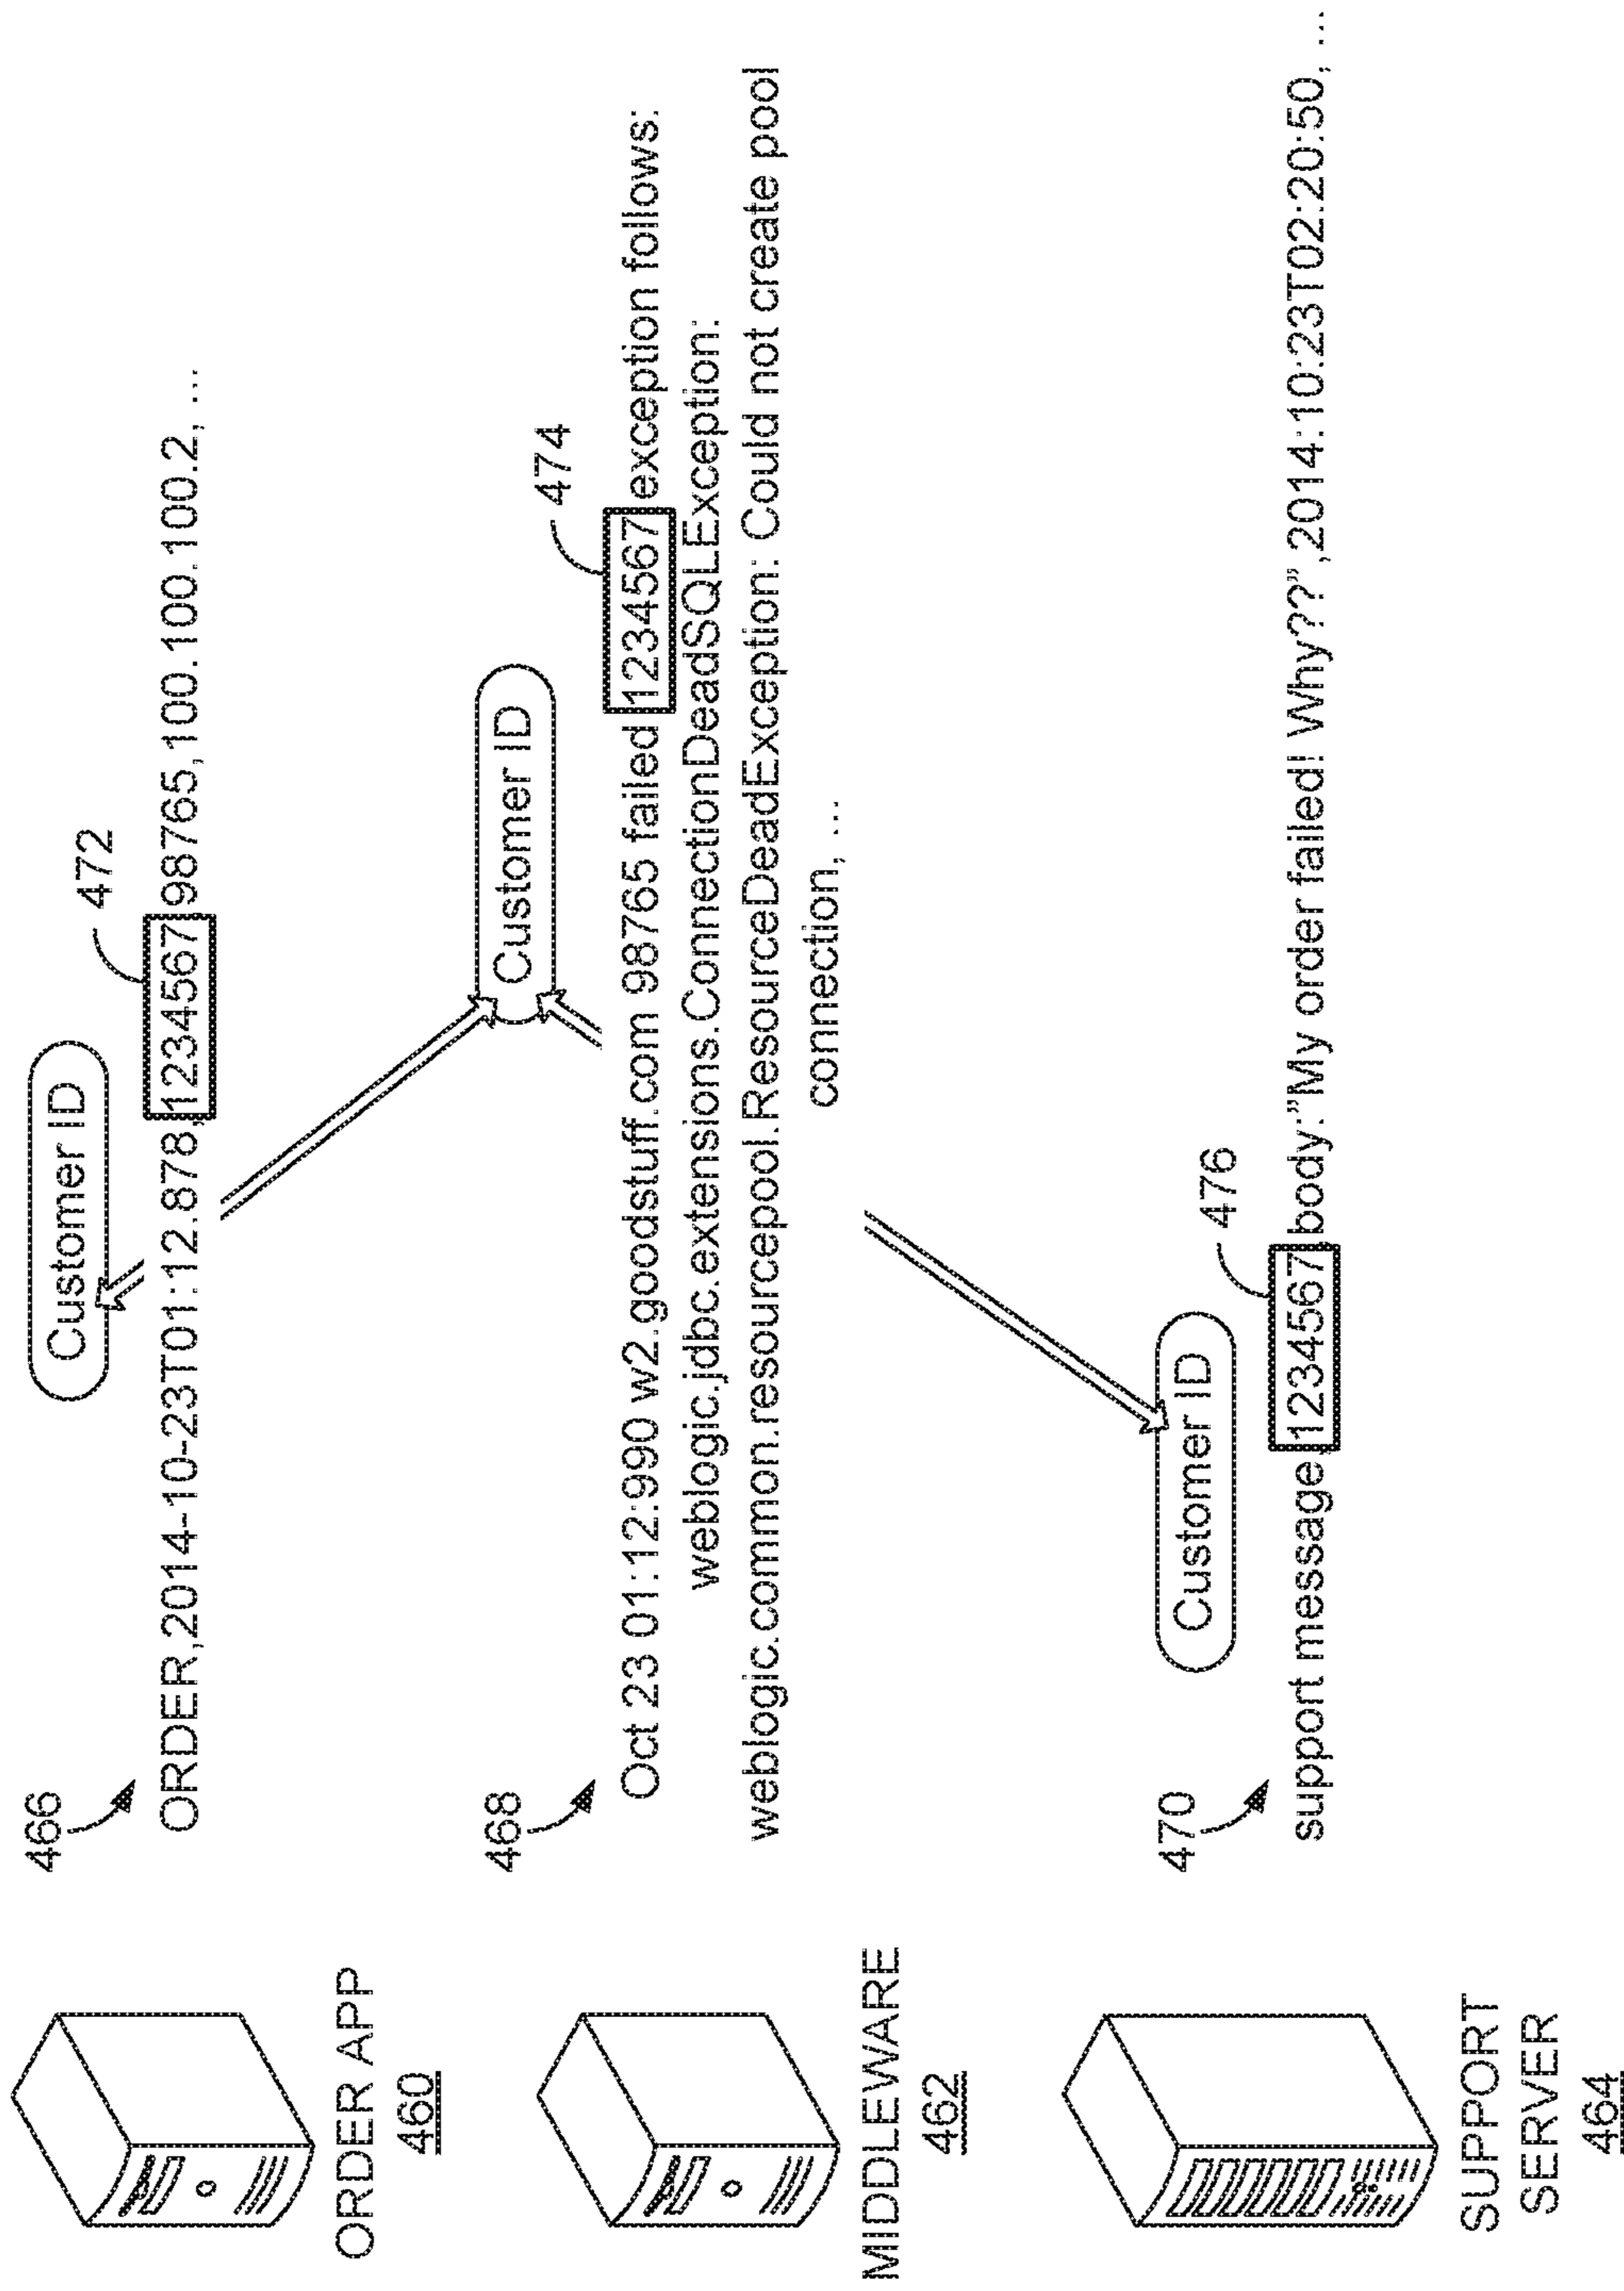 466
Customer ID
472
ORDER,2014-10-23T01:12.878,1234567,98765,100.100.100.2, ...
ORDER APP
460
468
Customer ID
474
Oct 23 01:12:990 w2.goodstuff.com 98765 failed 1234567 exception follows:
weblogic.jdbc.extensions.ConnectionDeadSQLException:
weblogic.common.resourcepool.ResourceDeadException: Could not create pool
connection, ...
MIDDLEWARE
462
470
Customer ID
476
support message,1234567,body:"My order failed! Why??",2014:10:23T02:20:50, ...
SUPPORT
SERVER
464